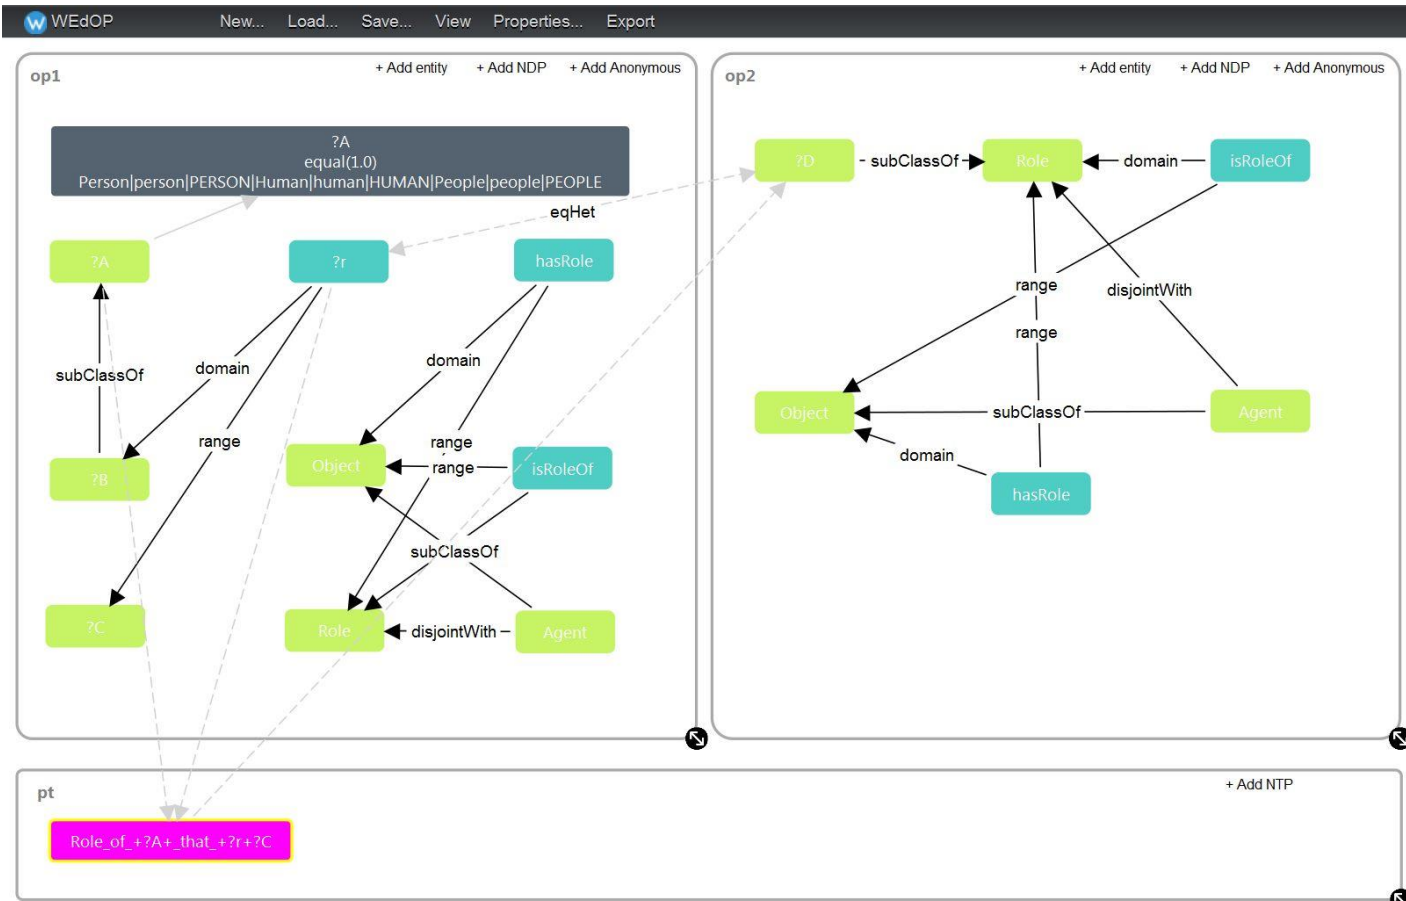 WEdOP New... Load... Save... View Properties... Export
op1 + Add entity + Add NDP + Add Anonymous
?A
equal(1.0)
Person|person|PERSON|Human|human|HUMAN|People|people|PEOPLE
eqHet
?A ?r hasRole
subClassOf domain domain
range range
range
?B Object isRoleOf
subClassOf
?C Role disjointWith Agent
op2 + Add entity + Add NDP + Add Anonymous
?D subClassOf Role domain isRoleOf
range disjointWith
range
Object subClassOf Agent
domain
hasRole
pt + Add NTP
Role_of_+?A+_that_+?r+?C